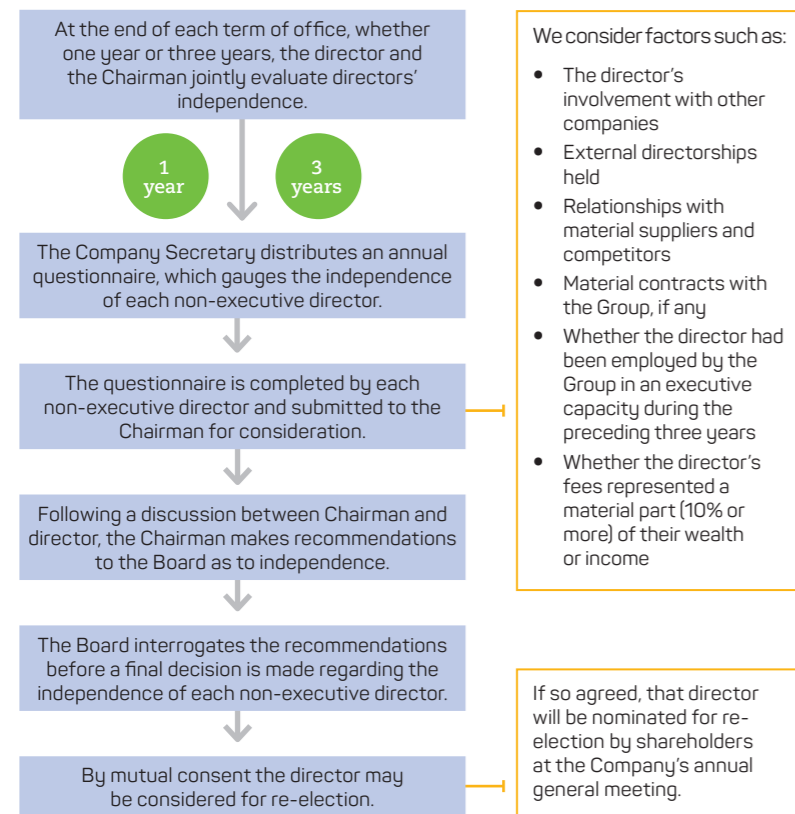 At the end of each term of office, whether
one year or three years, the director and
the Chairman jointly evaluate directors'
independence.
1
year
3
years
The Company Secretary distributes an annual
questionnaire, which gauges the independence
of each non-executive director.
The questionnaire is completed by each
non-executive director and submitted to the
Chairman for consideration.
Following a discussion between Chairman and
director, the Chairman makes recommendations
to the Board as to independence.
The Board interrogates the recommendations
before a final decision is made regarding the
independence of each non-executive director.
By mutual consent the director may
be considered for re-election.
We consider factors such as:
• The director's
involvement with other
companies
• External directorships
held
• Relationships with
material suppliers and
competitors
• Material contracts with
the Group, if any
• Whether the director had
been employed by the
Group in an executive
capacity during the
preceding three years
• Whether the director's
fees represented a
material part (10% or
more) of their wealth
or income
If so agreed, that director
will be nominated for re-
election by shareholders
at the Company's annual
general meeting.